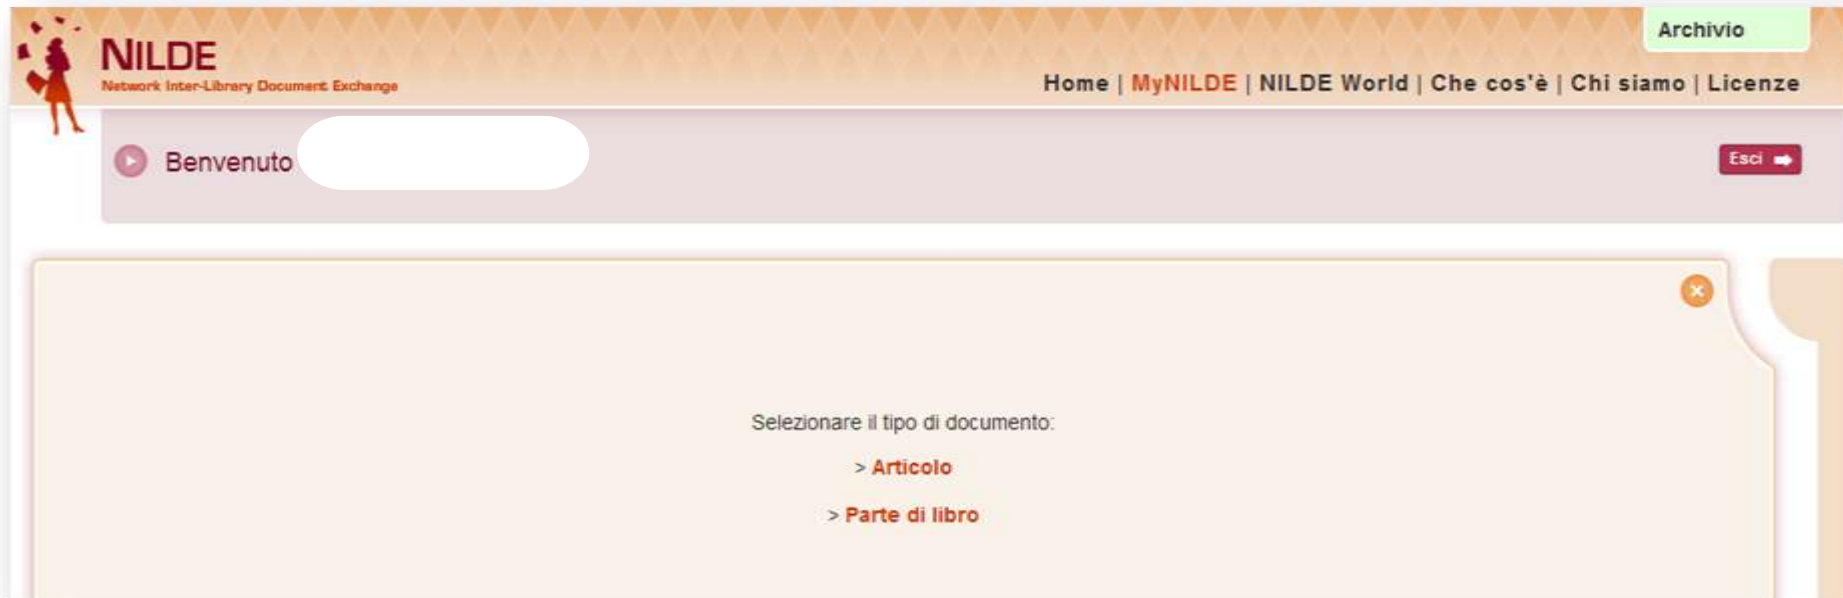 Archivio
NILDE
Network Inter-Library Document Exchange
Home | MyNILDE | NILDE World | Che cos'è | Chi siamo | Licenze
Benvenuto
Esci
Selezionare il tipo di documento:
> Articolo
> Parte di libro